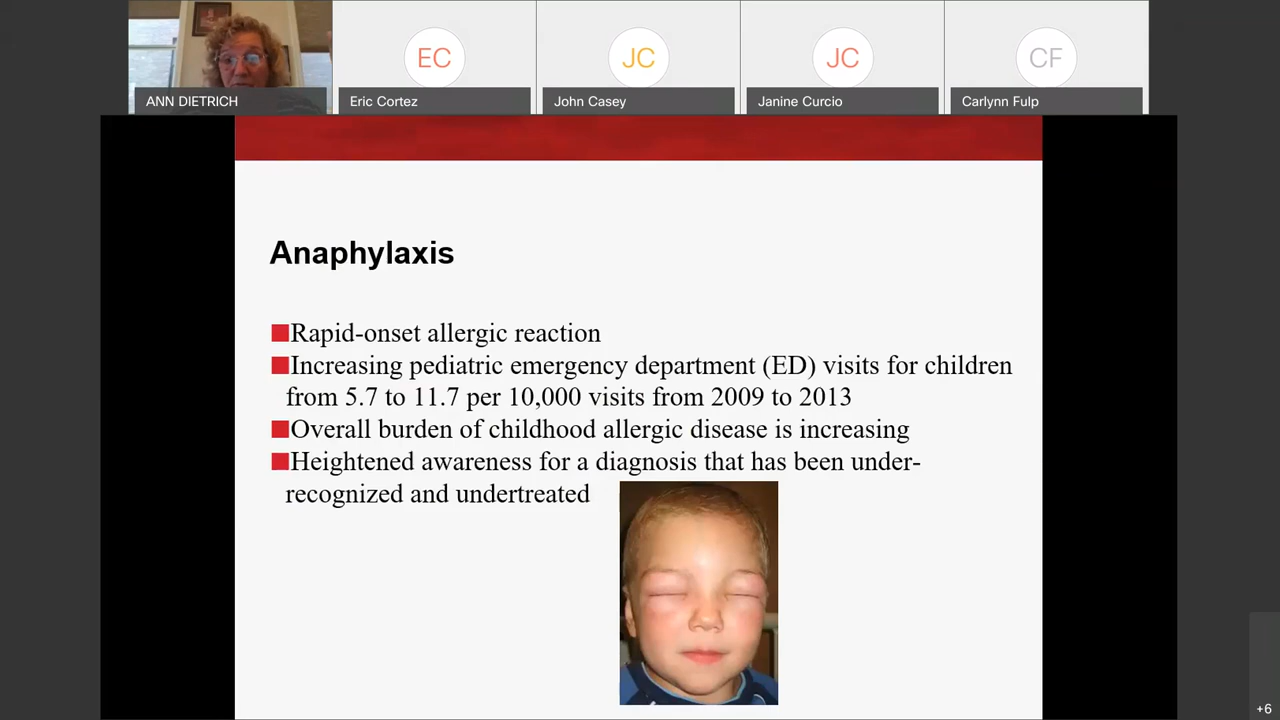 EC
JC
JC
CF
ANN DIETRICH
Eric Cortez
John Casey
Janine Curcio
Carlynn Fulp
Anaphylaxis
Rapid-onset allergic reaction
Increasing pediatric emergency department (ED) visits for children
from 5.7 to 11.7 per 10,000 visits from 2009 to 2013
Overall burden of childhood allergic disease is increasing
Heightened awareness for a diagnosis that has been under-
recognized and undertreated
+6